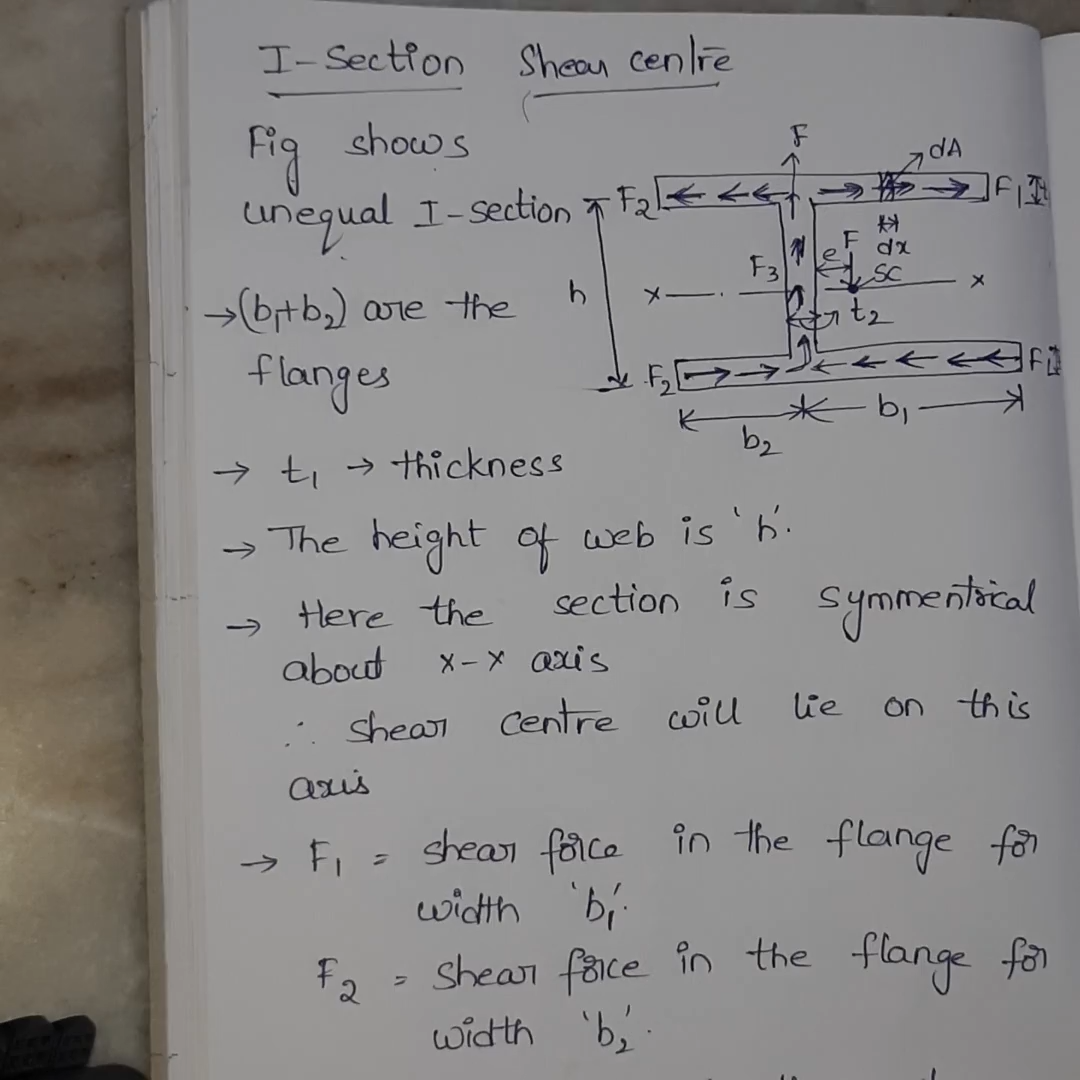 I-Section Shear centre
Fig shows
unequal I-section
→(b₁+b₂) are the
flanges
→ t₁ → thickness
→ The height of web is 'h'.
→ Here the section is symmentrical
about x-x axis
∴ shear centre will lie on this
axis
→ F₁ = shear force in the flange for
width 'b₁'.
F₂ = shear force in the flange for
width 'b₂'.
F
dA
F₂
F₁
dx
F₃
e
F
SC
h
x
x
t₂
F₂
b₂
b₁